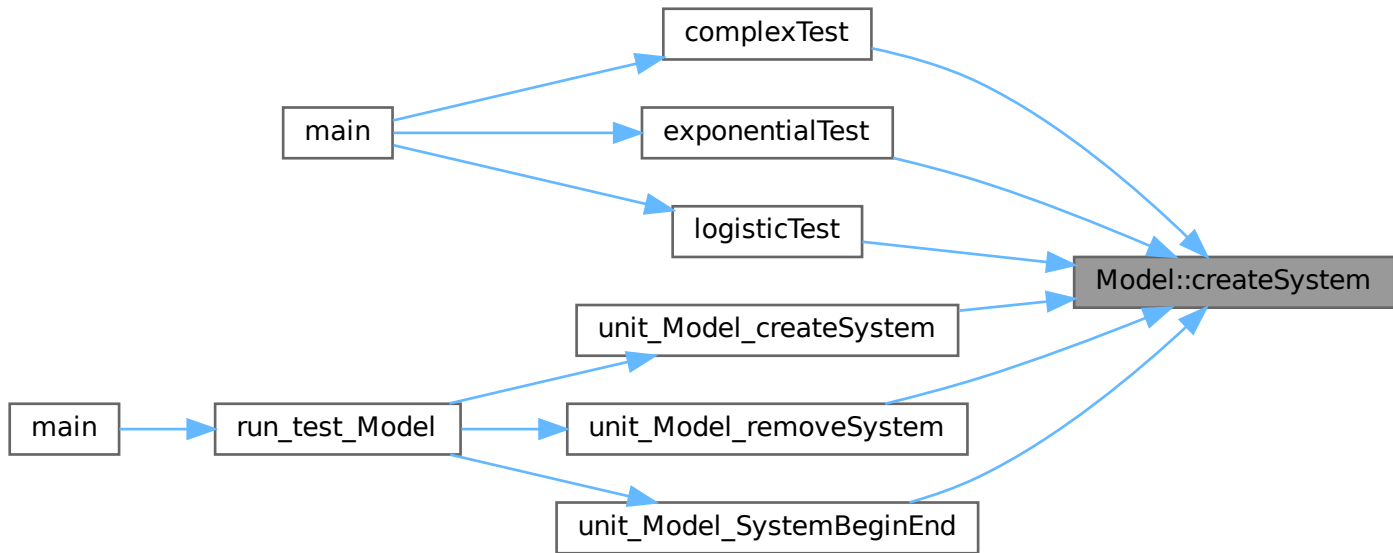 complexTest
main
exponentialTest
logisticTest
Model::createSystem
unit_Model_createSystem
main
run_test_Model
unit_Model_removeSystem
unit_Model_SystemBeginEnd